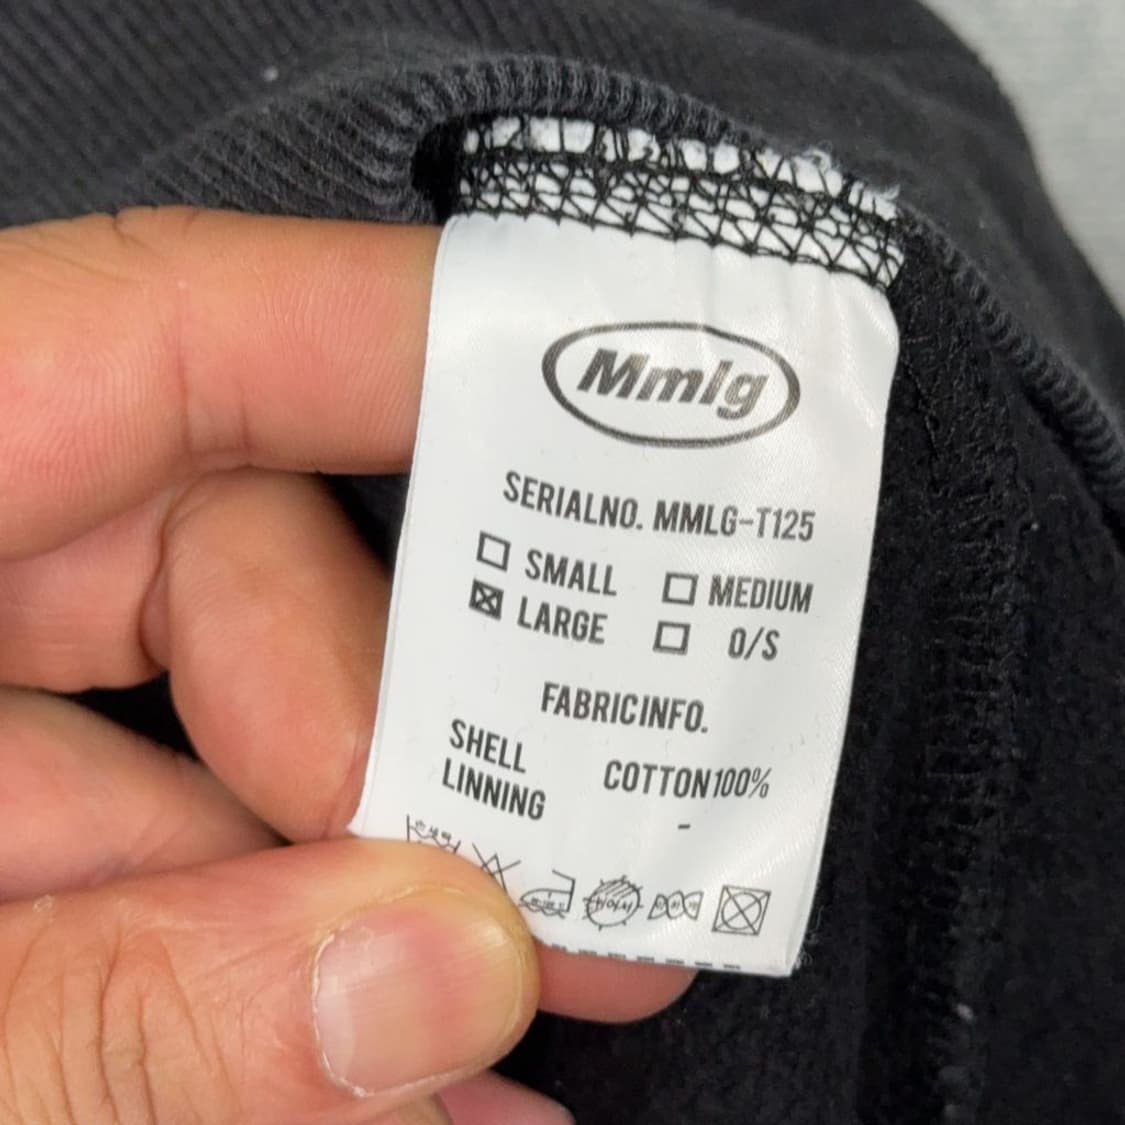 Mmlg
SERIALNO. MMLG-T125
SMALL MEDIUM
LARGE O/S
FABRICINFO.
SHELL COTTON100%
LINNING -